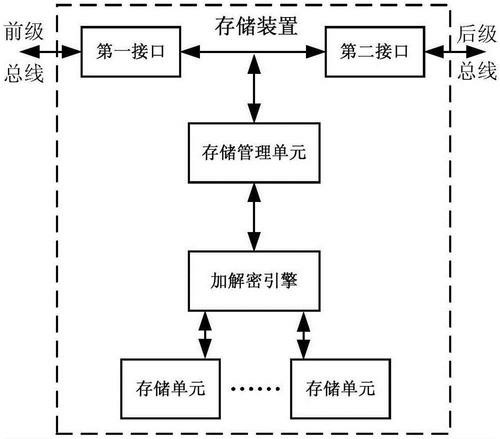 存储装置
前级
总线
第一接口
第二接口
后级
总线
存储管理单元
加解密引擎
存储单元
……
存储单元